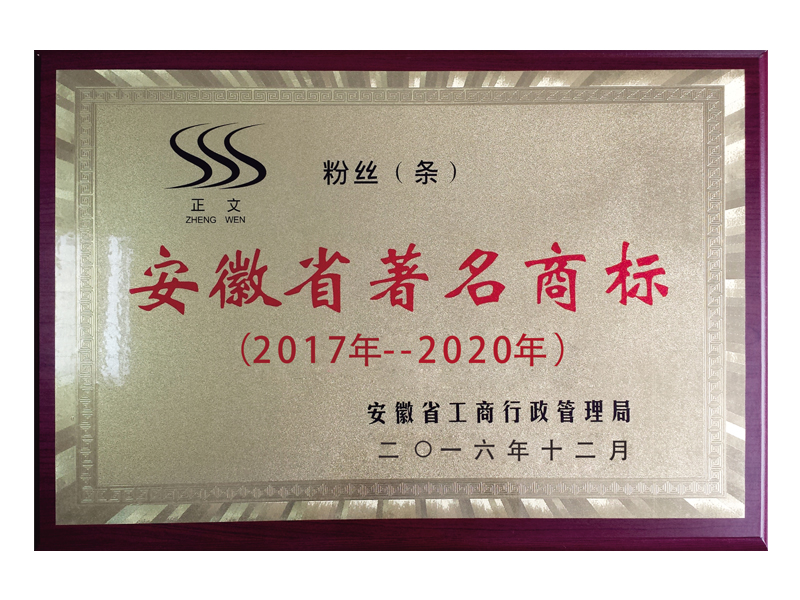 粉丝（条）
正 文
ZHENG WEN
安徽省著名商标
（2017年--2020年）
安徽省工商行政管理局
二〇一六年十二月